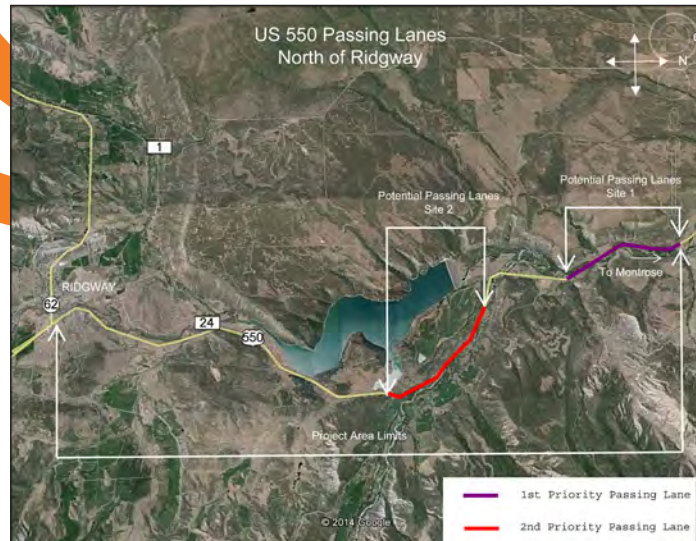 US 550 Passing Lanes
North of Ridgway
N
1
Potential Passing Lanes
Site 2
Potential Passing Lanes
Site 1
To Montrose
RIDGWAY
62
24
550
Project Area Limits
© 2014 Google
1st Priority Passing Lane
2nd Priority Passing Lane